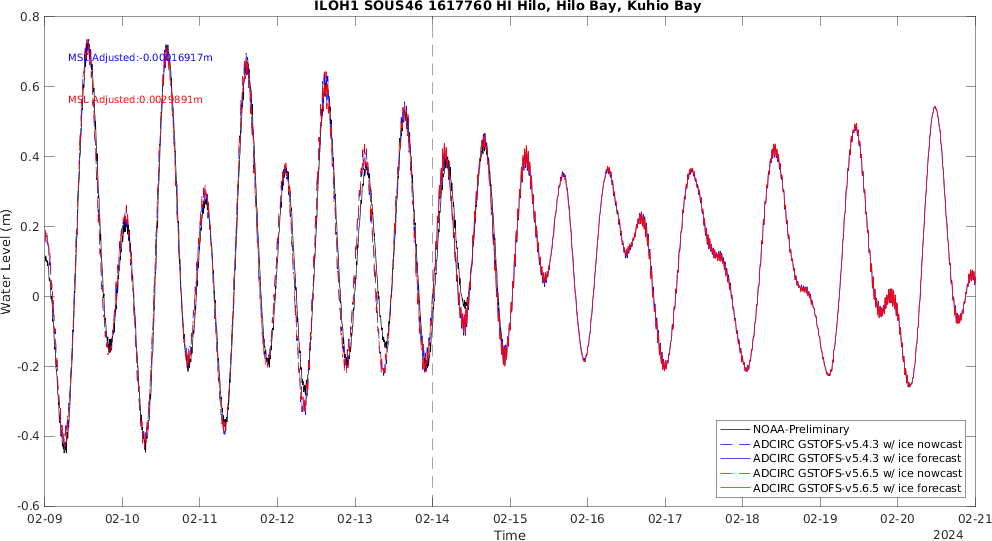 ILOH1 SOUS46 1617760 HI Hilo, Hilo Bay, Kuhio Bay
0.8
0.6
0.4
0.2
0
-0.2
-0.4
-0.6
Water Level (m)
MSL Adjusted:-0.00016917m
MSL Adjusted:0.0029891m
NOAA-Preliminary
ADCIRC GSTOFS-v5.4.3 w/ ice nowcast
ADCIRC GSTOFS-v5.4.3 w/ ice forecast
ADCIRC GSTOFS-v5.6.5 w/ ice nowcast
ADCIRC GSTOFS-v5.6.5 w/ ice forecast
02-09 02-10 02-11 02-12 02-13 02-14 02-15 02-16 02-17 02-18 02-19 02-20 02-21
Time
2024